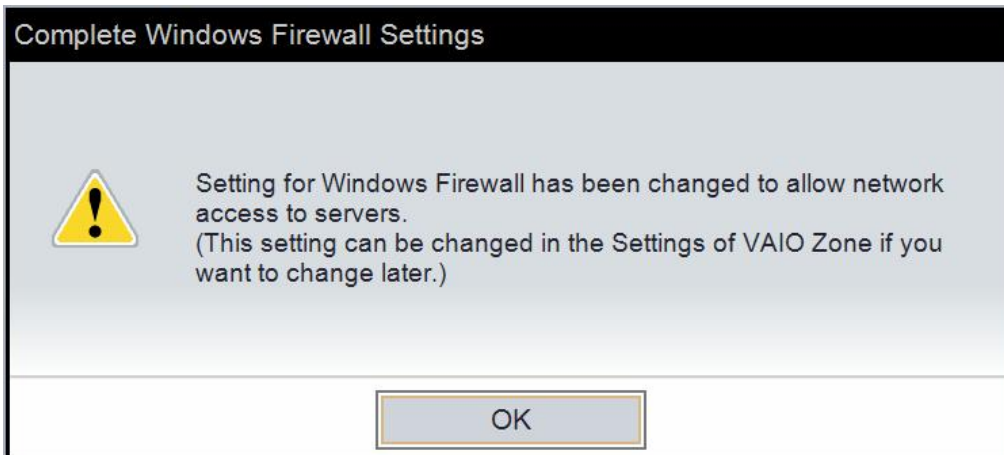 Complete Windows Firewall Settings
Setting for Windows Firewall has been changed to allow network
access to servers.
(This setting can be changed in the Settings of VAIO Zone if you
want to change later.)
OK